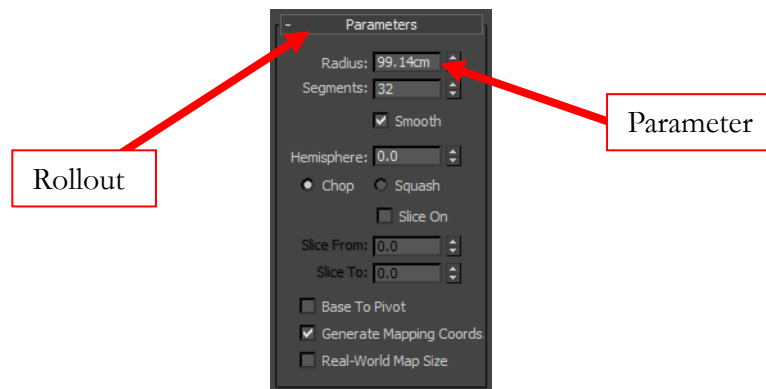 - Parameters
Radius: 99.14cm
Segments: 32
Smooth
Parameter
Hemisphere: 0.0
Rollout
Chop Squash
Slice On
Slice From: 0.0
Slice To: 0.0
Base To Pivot
Generate Mapping Coords
Real-World Map Size